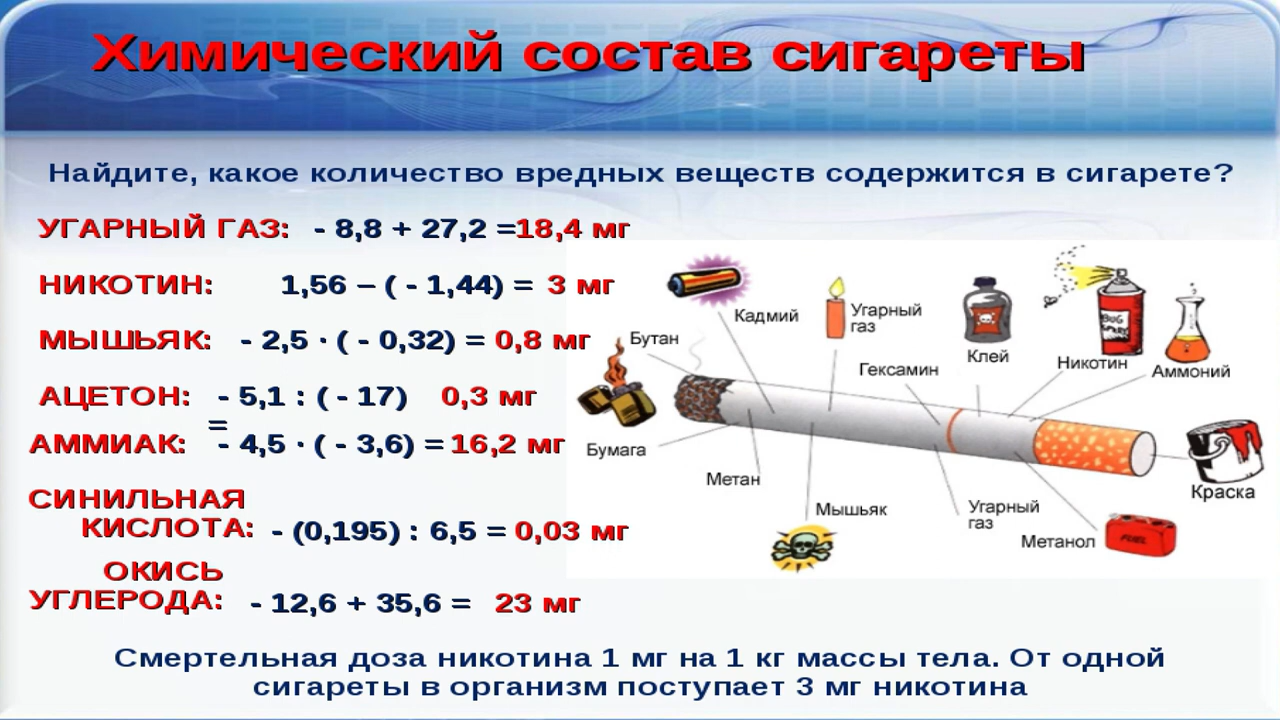 Химический состав сигареты
Найдите, какое количество вредных веществ содержится в сигарете?
УГАРНЫЙ ГАЗ: - 8,8 + 27,2 =18,4 мг
НИКОТИН: 1,56 – ( - 1,44) = 3 мг
МЫШЬЯК: - 2,5 · ( - 0,32) = 0,8 мг
АЦЕТОН: - 5,1 : ( - 17) 0,3 мг
=
АММИАК: - 4,5 · ( - 3,6) = 16,2 мг
СИНИЛЬНАЯ
КИСЛОТА: - (0,195) : 6,5 = 0,03 мг
ОКИСЬ
УГЛЕРОДА: - 12,6 + 35,6 = 23 мг
Кадмий
Бутан
Угарный
газ
Гексамин
Клей
BUG
SPRAY
Никотин
Аммоний
Бумага
Метан
Мышьяк
Угарный
газ
Метанол
FUEL
Краска
Смертельная доза никотина 1 мг на 1 кг массы тела. От одной
сигареты в организм поступает 3 мг никотина